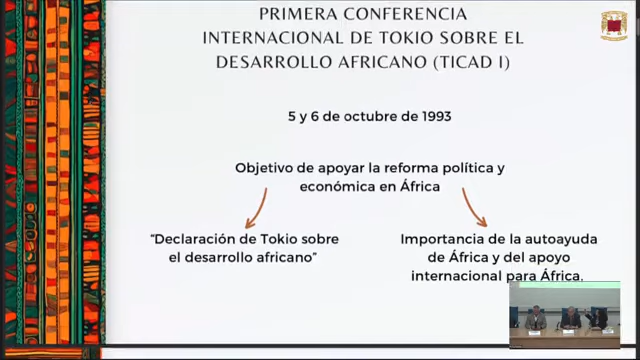 PRIMERA CONFERENCIA
INTERNACIONAL DE TOKIO SOBRE EL
DESARROLLO AFRICANO (TICAD I)
5 y 6 de octubre de 1993
Objetivo de apoyar la reforma política y
económica en África
“Declaración de Tokio sobre
el desarrollo africano”
Importancia de la autoayuda
de África y del apoyo
internacional para África.